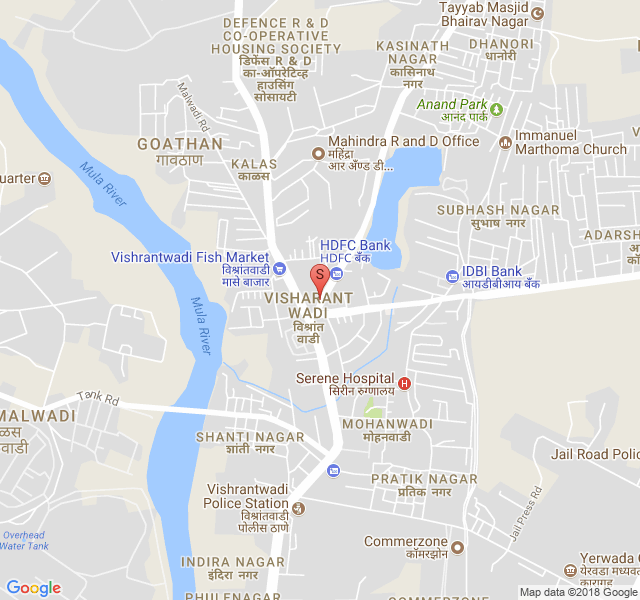 Tayyab Masjid
Bhairav Nagar
DEFENCE R & D
CO-OPERATIVE
HOUSING SOCIETY
डिफेंस R & D
का-ऑपरेटिव्ह
हाउसिंग
सोसायटी
KASINATH
NAGAR
कासिनाथ
नगर
DHANORI
धानोरी
Malwadi Rd
Anand Park
आनंद पार्क
GOATHAN
गावठाण
Mahindra R and D Office
महिंद्रा
आर अ‍ॅण्ड डी...
Immanuel
Marthoma Church
KALAS
काळस
Quarter
Mula River
SUBHASH NAGAR
सुभाष नगर
ADARSH
Vishrantwadi Fish Market
विश्रांतवाडी
मासे बाजार
HDFC Bank
HDFC बँक
IDBI Bank
आयडीबीआय बँक
S
VISHARANT
WADI
विश्रांत
वाडी
Mula River
Serene Hospital
सिरीन रुग्णालय
H
Tank Rd
MALWADI
MOHANWADI
मोहनवाडी
SHANTI NAGAR
शांती नगर
Jail Road Polic
PRATIK NAGAR
प्रतिक नगर
Vishrantwadi
Police Station
विश्रांतवाडी
पोलीस ठाणे
Jail Press Rd
Overhead
Water Tank
Commerzone
कॉमरझोन
INDIRA NAGAR
इंदिरा नगर
Yerwada
येरवडा मध्यव
कारागृह
PHULENAGAR
COMMERZONE
Google
Map data ©2018 Google